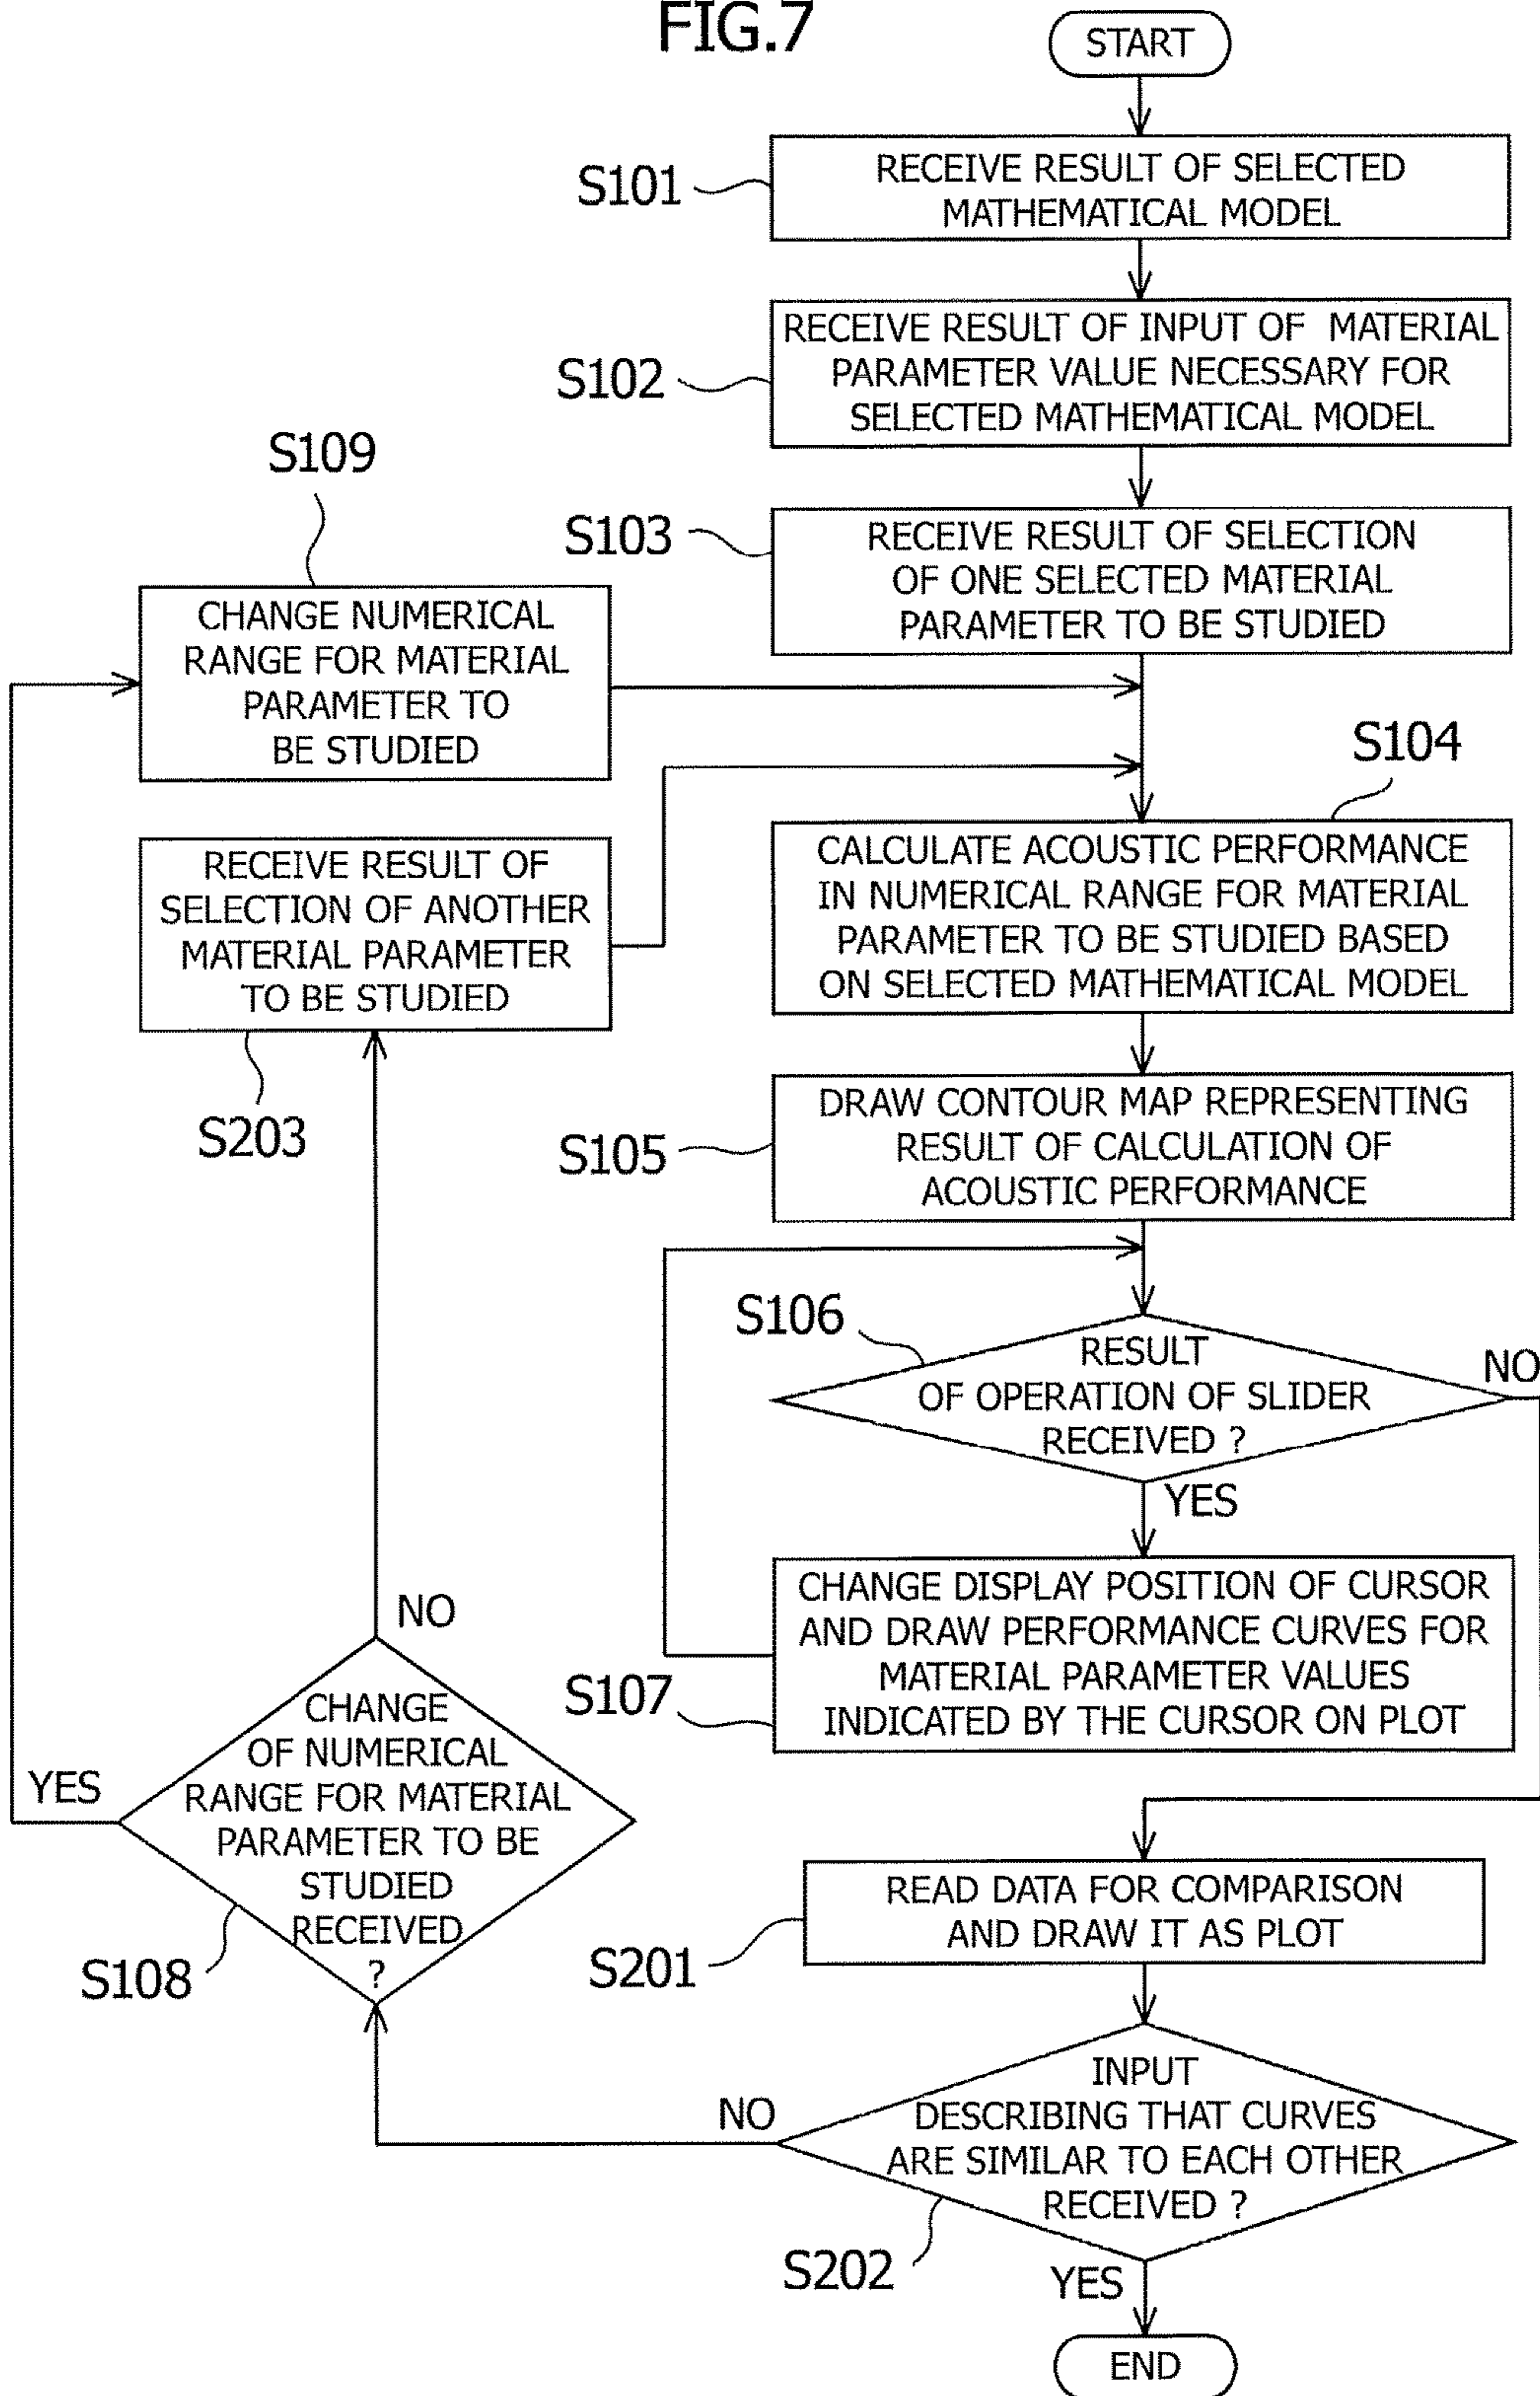 FIG.7
START
S101
RECEIVE RESULT OF SELECTED
MATHEMATICAL MODEL
S102
RECEIVE RESULT OF INPUT OF MATERIAL
PARAMETER VALUE NECESSARY FOR
SELECTED MATHEMATICAL MODEL
S103
RECEIVE RESULT OF SELECTION
OF ONE SELECTED MATERIAL
PARAMETER TO BE STUDIED
S109
CHANGE NUMERICAL
RANGE FOR MATERIAL
PARAMETER TO
BE STUDIED
S104
CALCULATE ACOUSTIC PERFORMANCE
IN NUMERICAL RANGE FOR MATERIAL
PARAMETER TO BE STUDIED BASED
ON SELECTED MATHEMATICAL MODEL
RECEIVE RESULT OF
SELECTION OF ANOTHER
MATERIAL PARAMETER
TO BE STUDIED
S203
S105
DRAW CONTOUR MAP REPRESENTING
RESULT OF CALCULATION OF
ACOUSTIC PERFORMANCE
S106
RESULT
OF OPERATION OF SLIDER
RECEIVED ?
NO
YES
S107
CHANGE DISPLAY POSITION OF CURSOR
AND DRAW PERFORMANCE CURVES FOR
MATERIAL PARAMETER VALUES
INDICATED BY THE CURSOR ON PLOT
NO
YES
CHANGE
OF NUMERICAL
RANGE FOR MATERIAL
PARAMETER TO BE
STUDIED
RECEIVED
?
S108
S201
READ DATA FOR COMPARISON
AND DRAW IT AS PLOT
NO
INPUT
DESCRIBING THAT CURVES
ARE SIMILAR TO EACH OTHER
RECEIVED ?
S202
YES
END